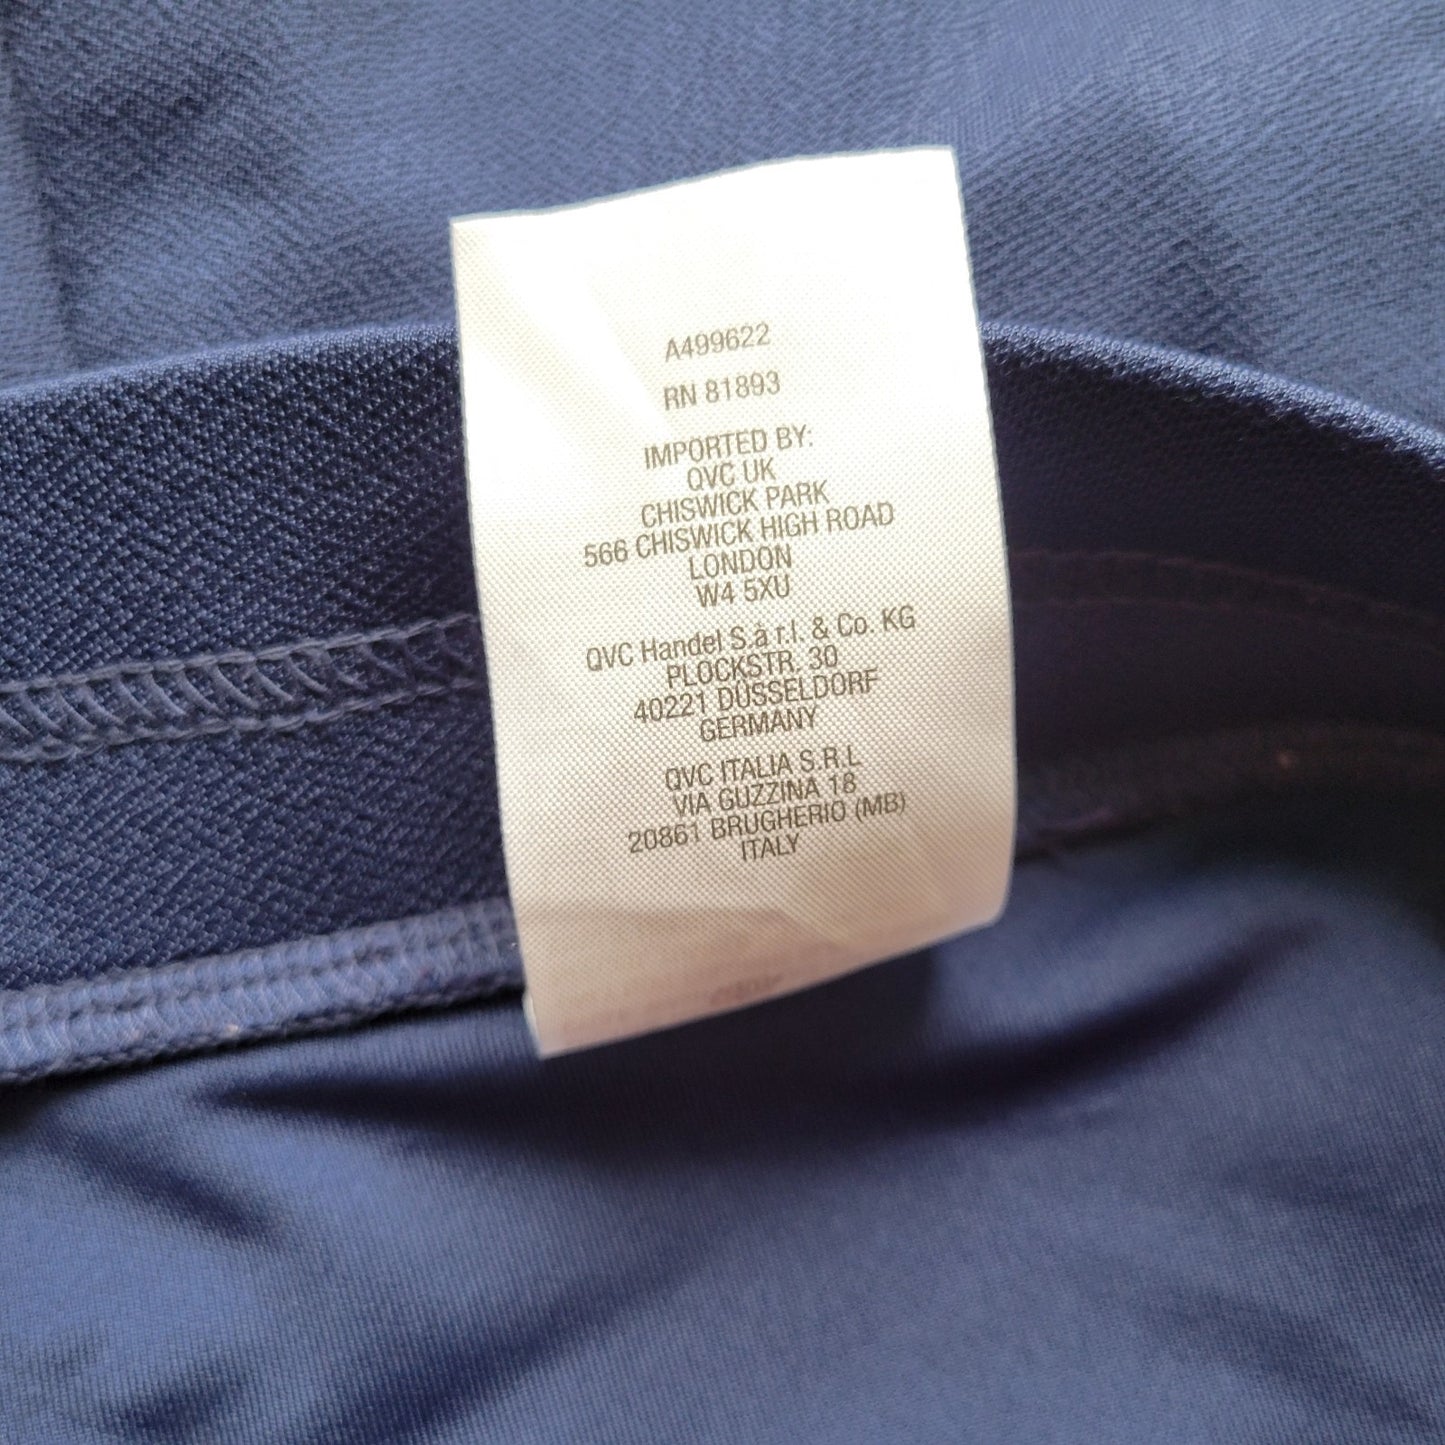 A499622
RN 81893
IMPORTED BY:
QVC UK
CHISWICK PARK
566 CHISWICK HIGH ROAD
LONDON
W4 5XU
QVC Handel S.à r.l. & Co. KG
PLOCKSTR. 30
40221 DÜSSELDORF
GERMANY
QVC ITALIA S.R.L
VIA GUZZINA 18
20861 BRUGHERIO (MB)
ITALY